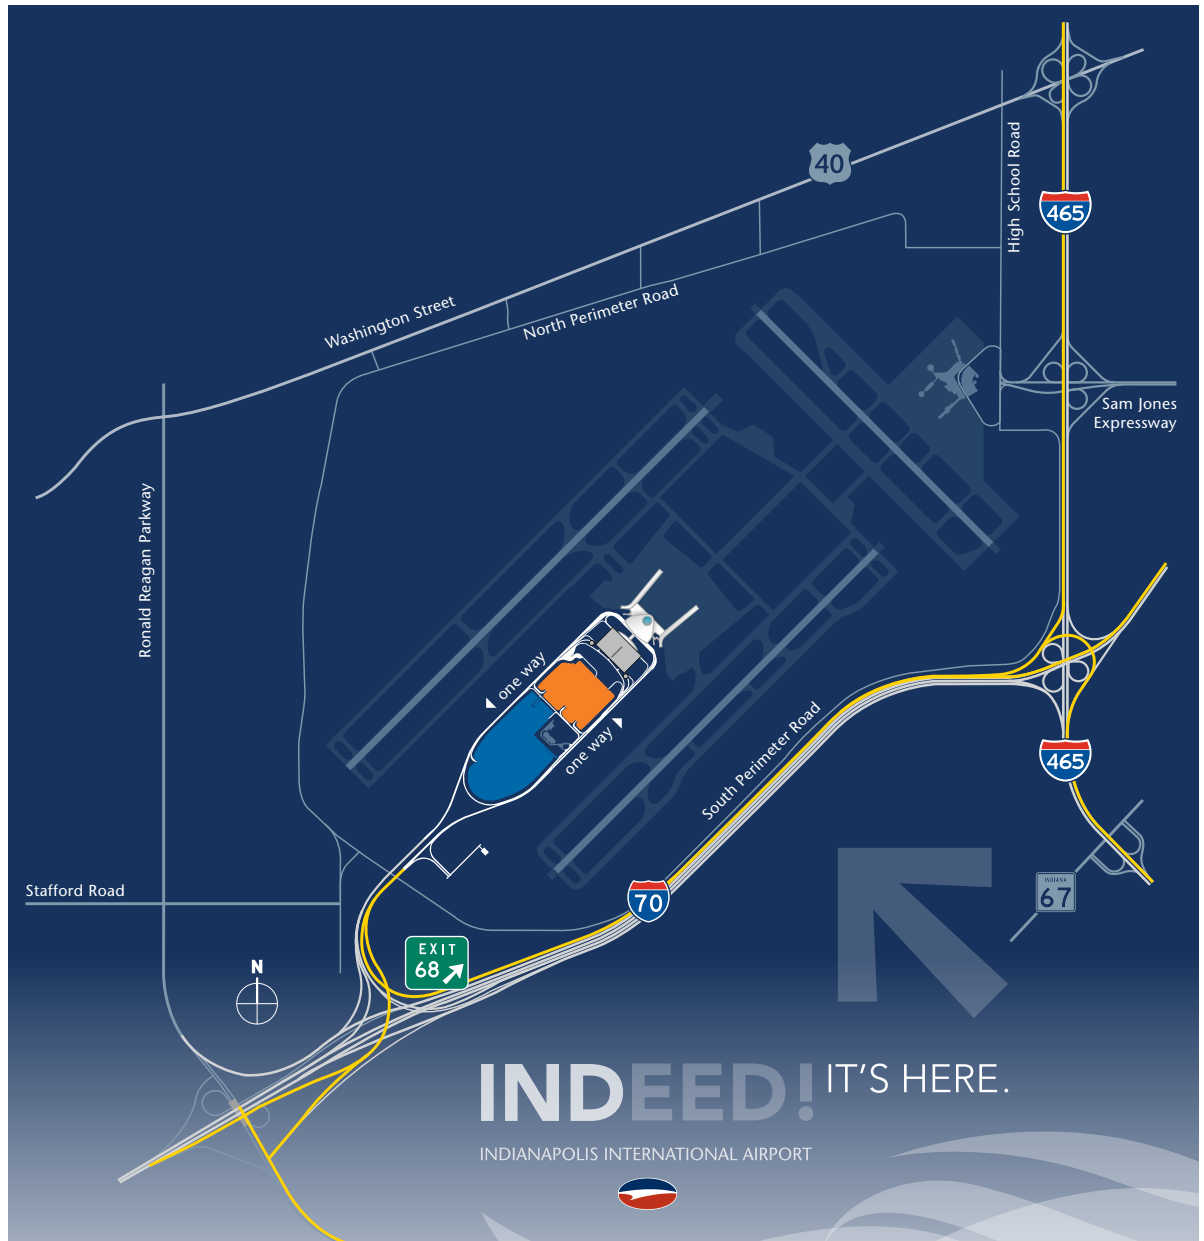 40
High School Road
465
Washington Street
North Perimeter Road
Sam Jones
Expressway
Ronald Reagan Parkway
one way
one way
South Perimeter Road
465
Stafford Road
70
INDIANA
67
EXIT
68
N
INDEED! IT'S HERE.
INDIANAPOLIS INTERNATIONAL AIRPORT